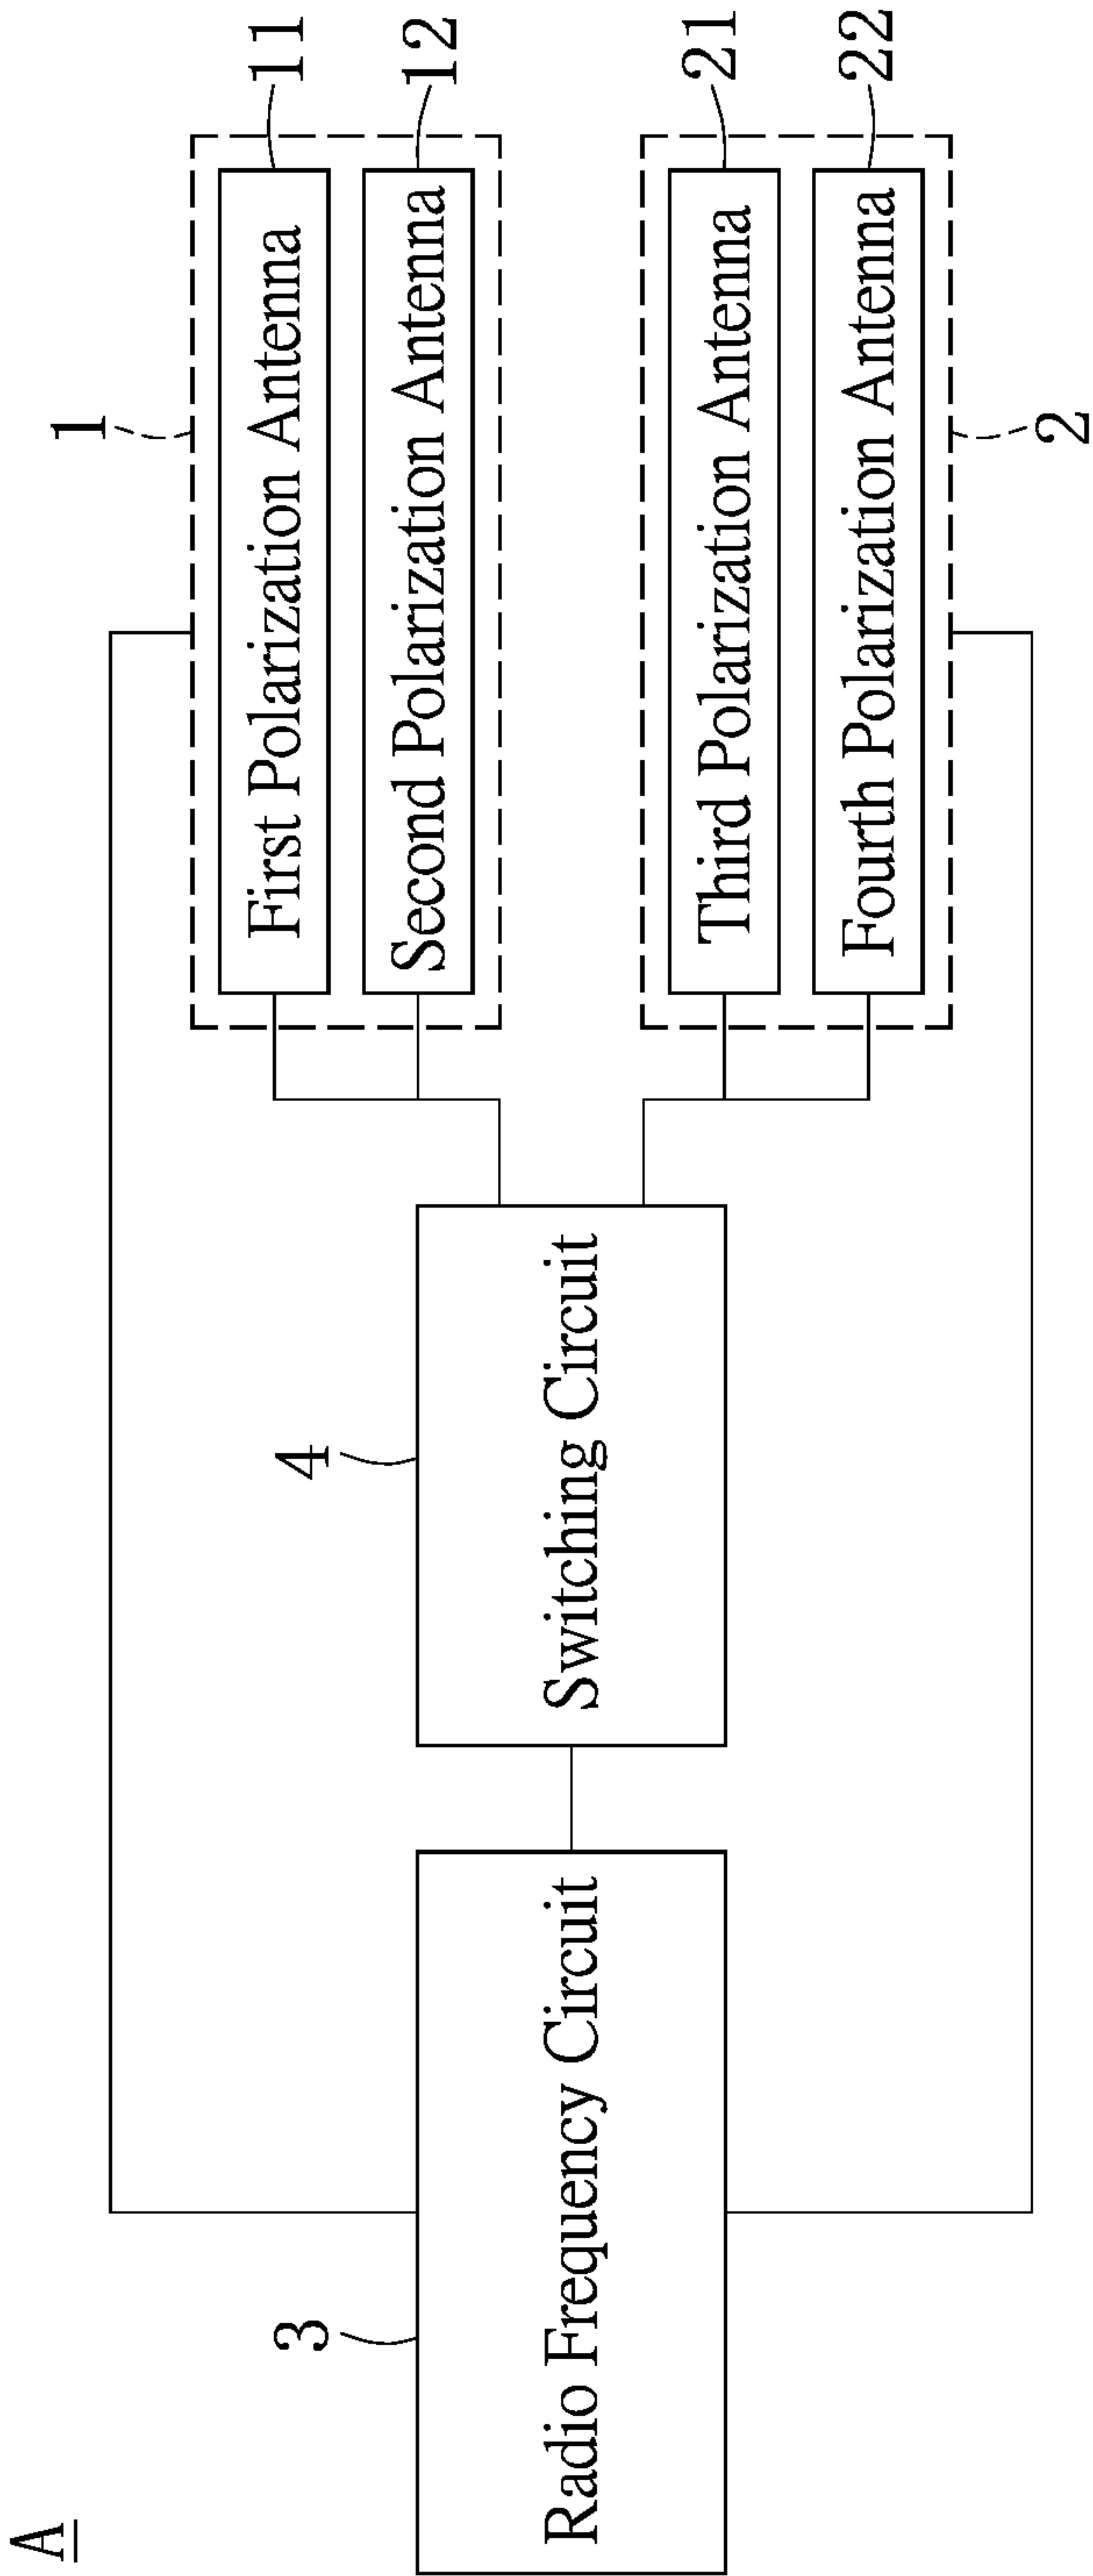 A
1
First Polarization Antenna
11
Second Polarization Antenna
12
3
Radio Frequency Circuit
4
Switching Circuit
Third Polarization Antenna
21
Fourth Polarization Antenna
22
2